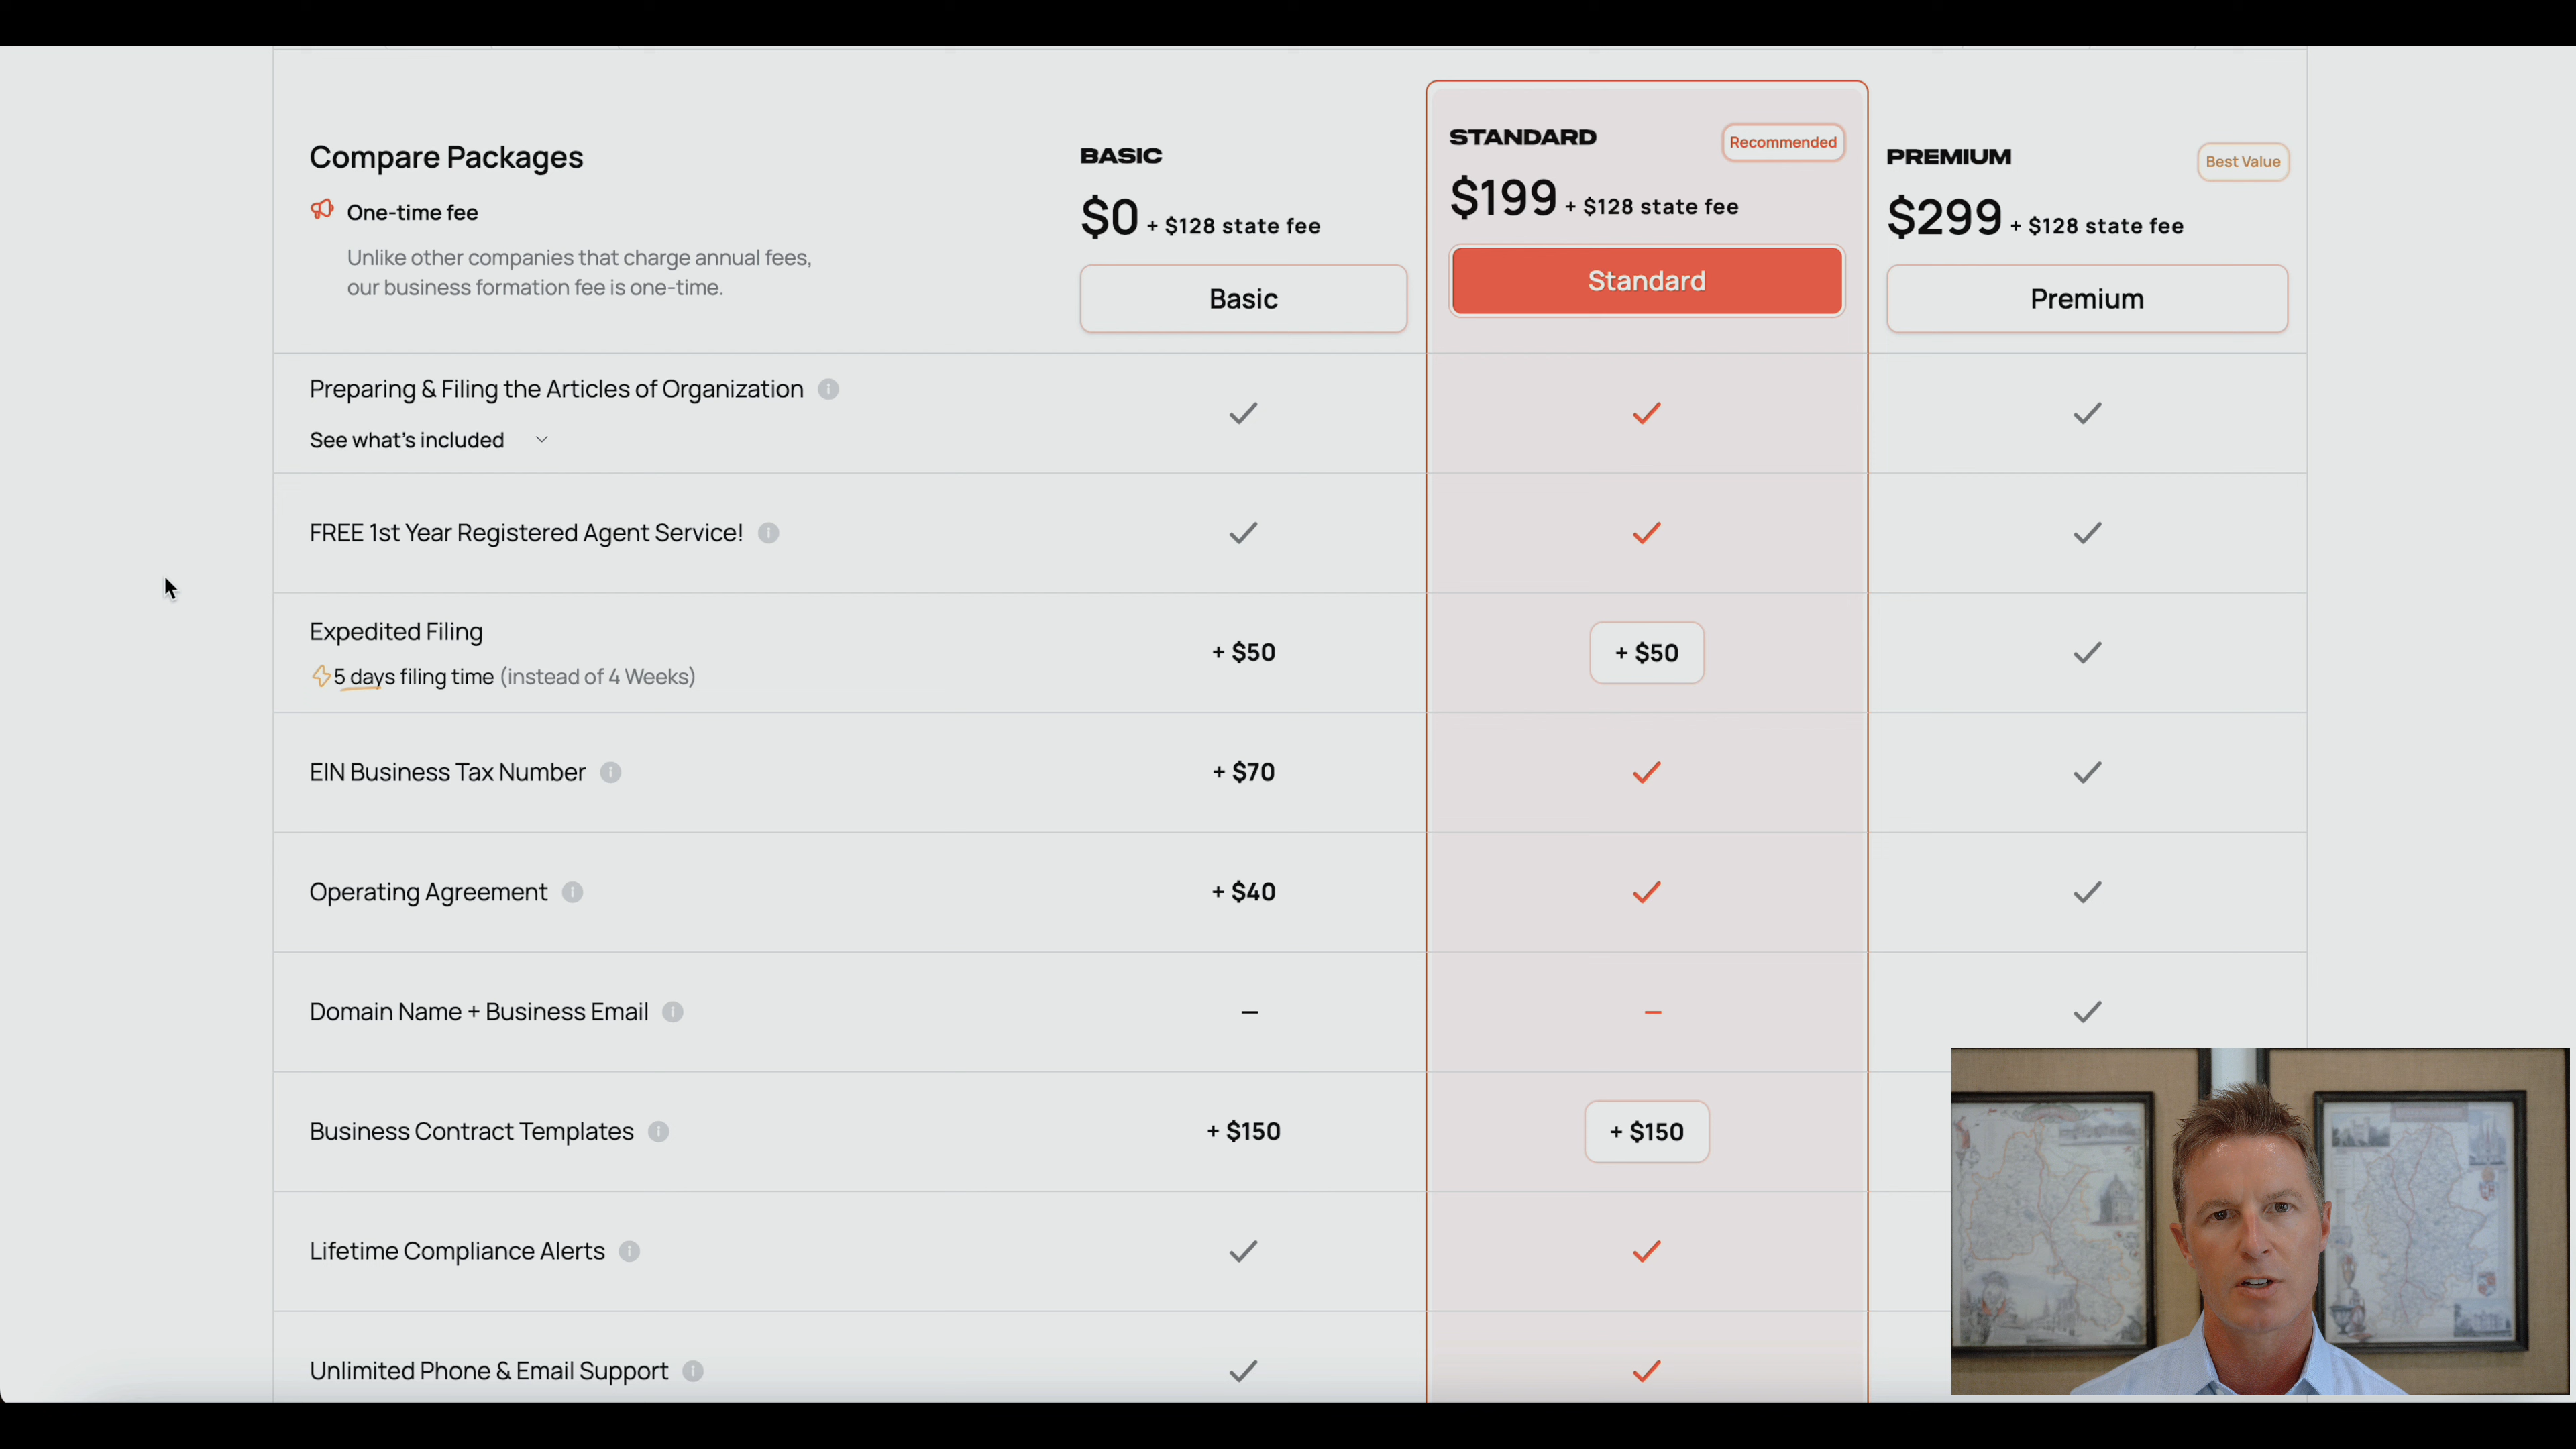 Compare Packages
One-time fee
Unlike other companies that charge annual fees,
our business formation fee is one-time.
BASIC
$0 + $128 state fee
Basic
STANDARD
Recommended
$199 + $128 state fee
Standard
PREMIUM
Best Value
$299 + $128 state fee
Premium
Preparing & Filing the Articles of Organization
See what's included
FREE 1st Year Registered Agent Service!
Expedited Filing
5 days filing time (instead of 4 Weeks)
+ $50
+ $50
EIN Business Tax Number
+ $70
Operating Agreement
+ $40
Domain Name + Business Email
Business Contract Templates
+ $150
+ $150
Lifetime Compliance Alerts
Unlimited Phone & Email Support